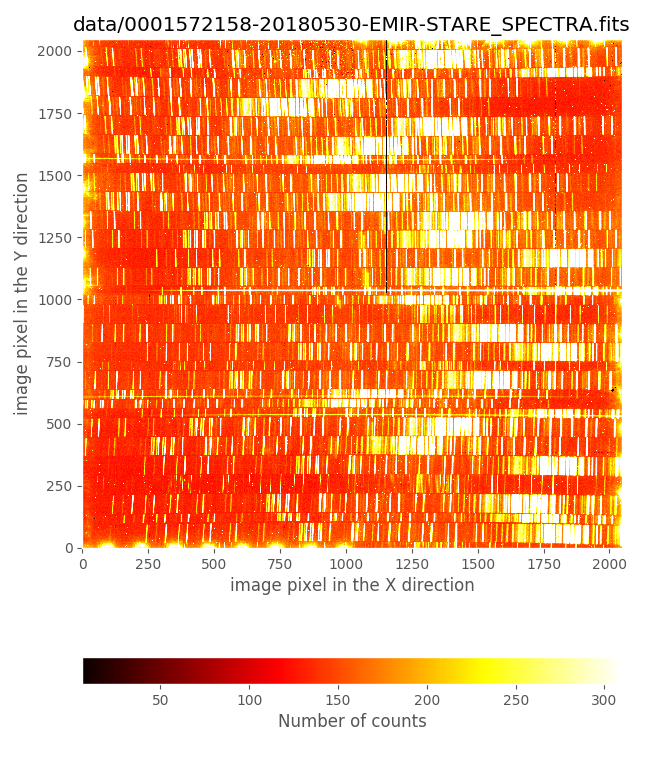 data/0001572158-20180530-EMIR-STARE_SPECTRA.fits
image pixel in the Y direction
2000
1750
1500
1250
1000
750
500
250
0
0 250 500 750 1000 1250 1500 1750 2000
image pixel in the X direction
50 100 150 200 250 300
Number of counts